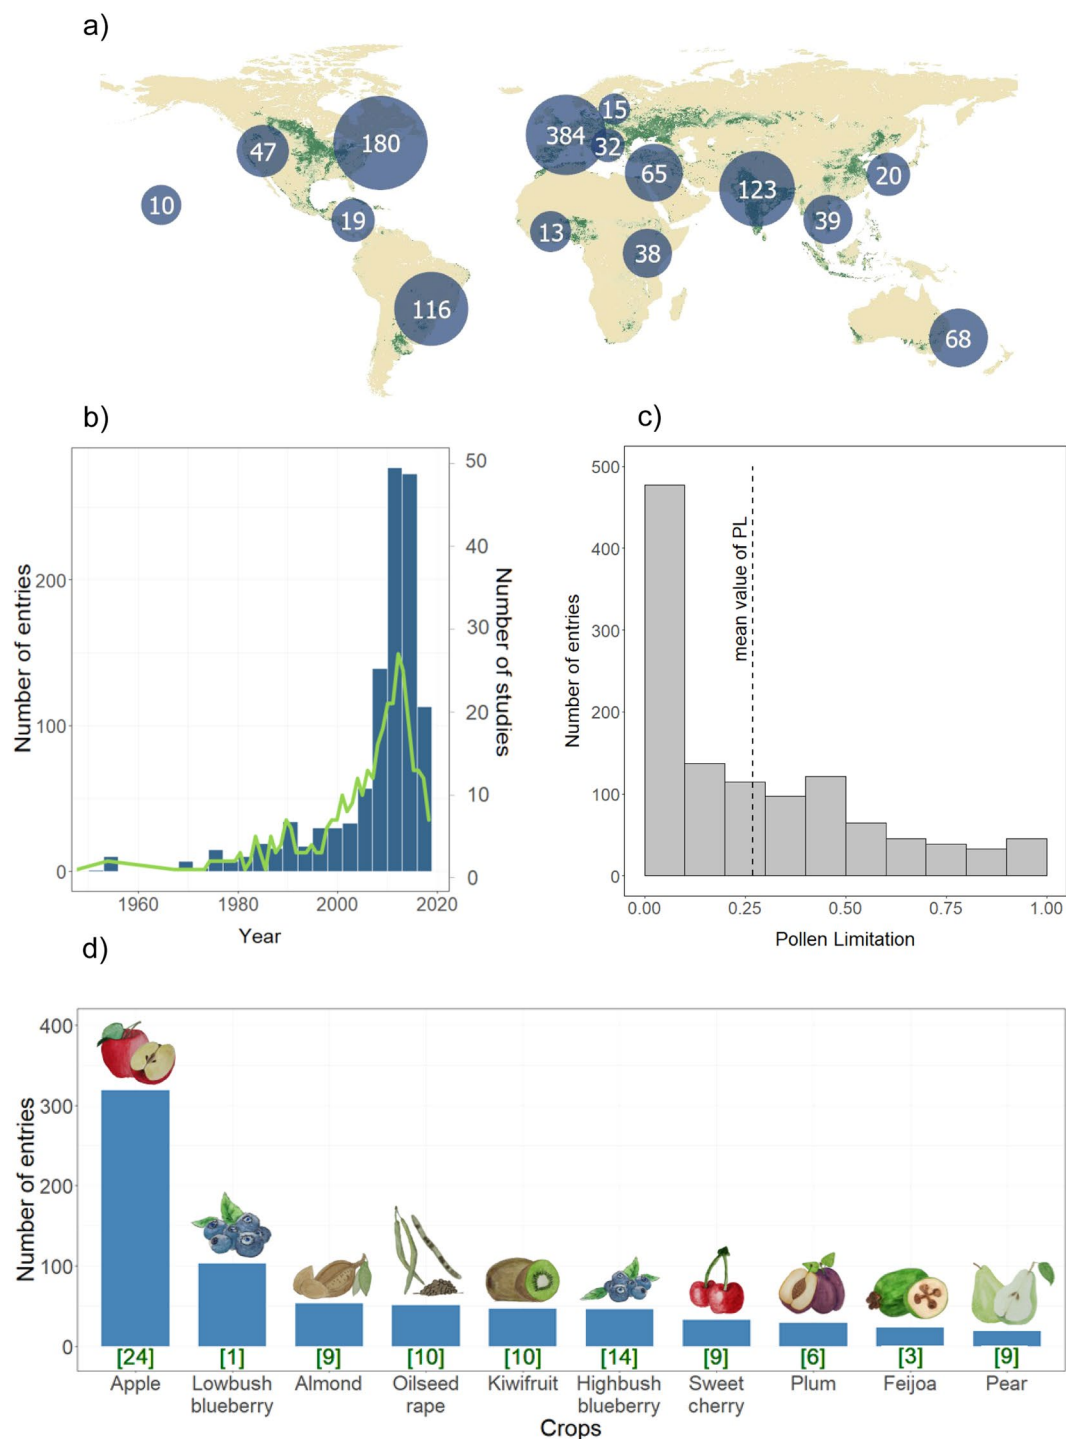 a)
15
180
384
47
32
65
123
20
10
19
13
39
38
116
68
b)
c)
50
500
40
400
200
30
300
20
200
100
10
100
0
0
0
1960
1980
2000
2020
0.00
0.25
0.50
0.75
1.00
Number of entries
Number of studies
Year
Number of entries
mean value of PL
Pollen Limitation
d)
400
300
200
100
0
Number of entries
[24]
[1]
[9]
[10]
[10]
[14]
[9]
[6]
[3]
[9]
Apple
Lowbush
blueberry
Almond
Oilseed
rape
Kiwifruit
Highbush
blueberry
Sweet
cherry
Plum
Feijoa
Pear
Crops